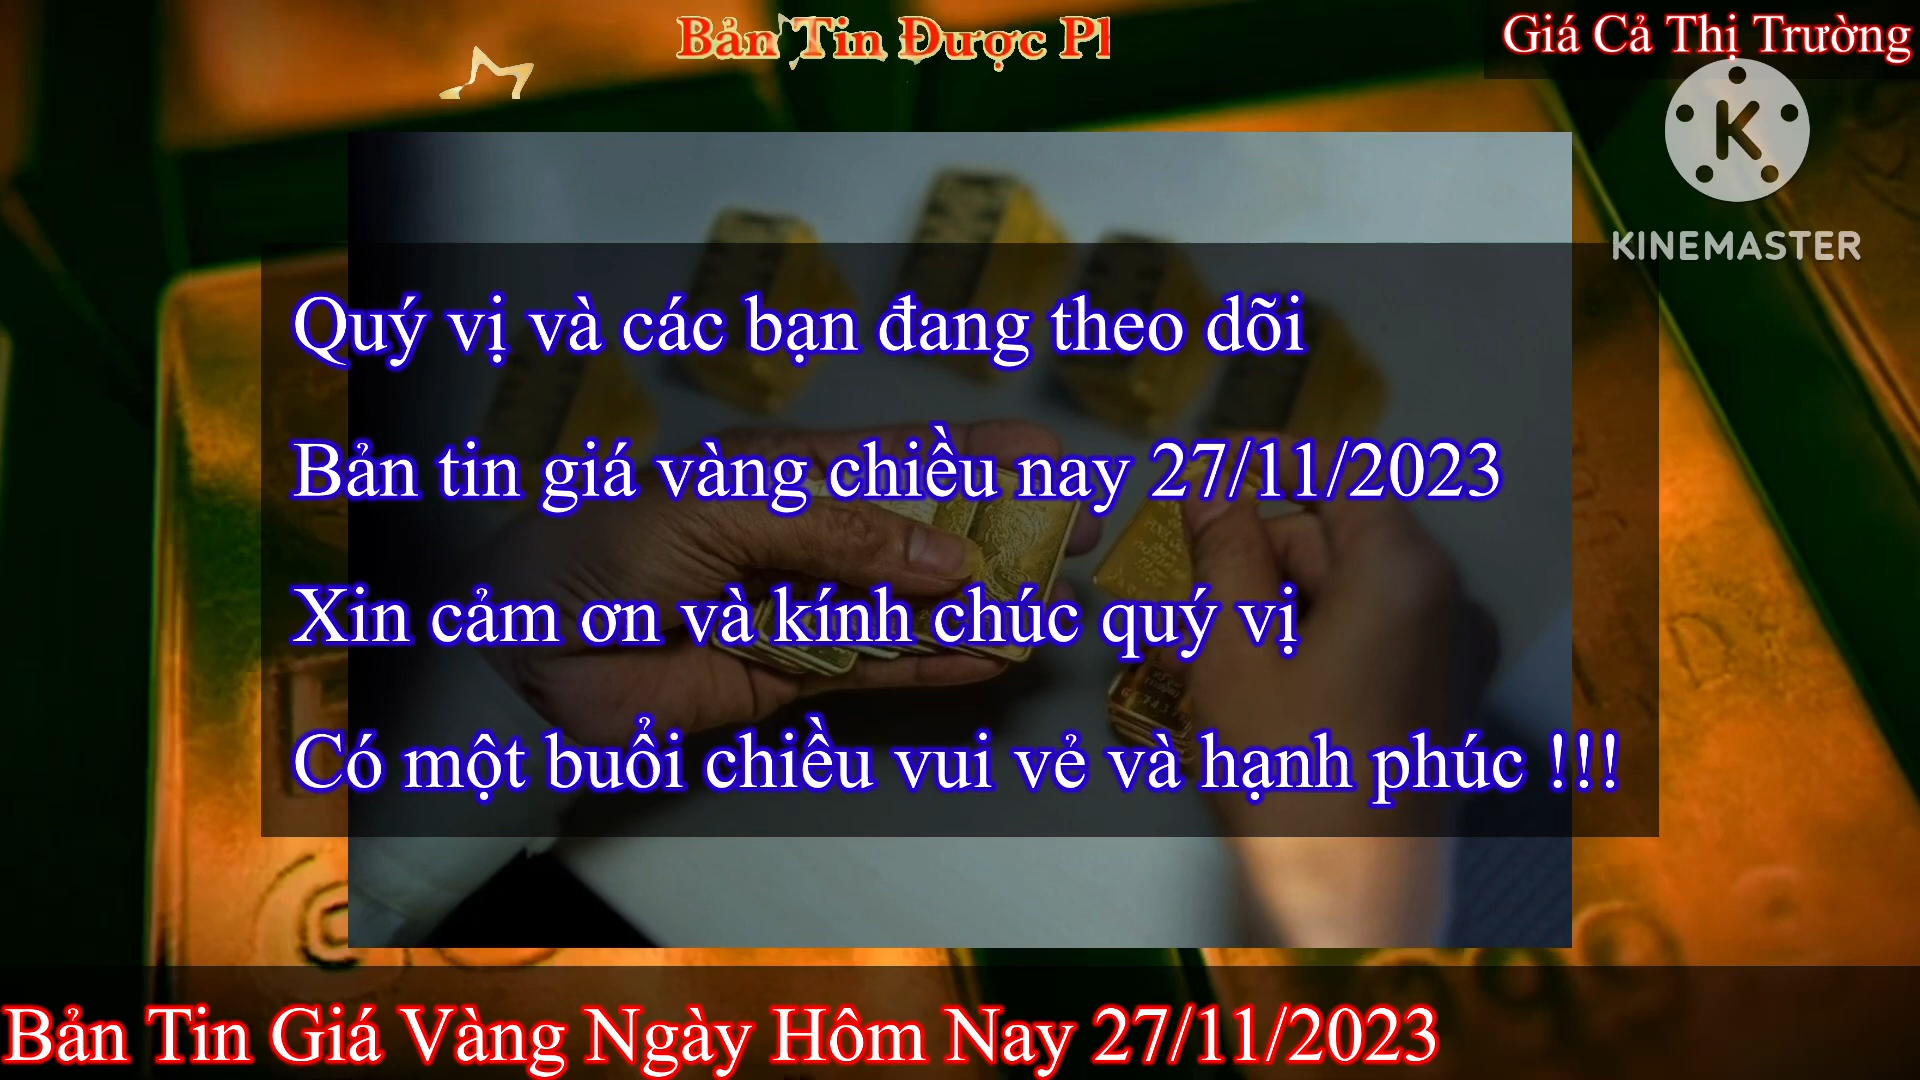 Bản Tin Được
Giá Cả Thị Trường
KINEMASTER
Quý vị và các bạn đang theo dõi
Bản tin giá vàng chiều nay 27/11/2023
Xin cảm ơn và kính chúc quý vị
Có một buổi chiều vui vẻ và hạnh phúc !!!
Bản Tin Giá Vàng Ngày Hôm Nay 27/11/2023